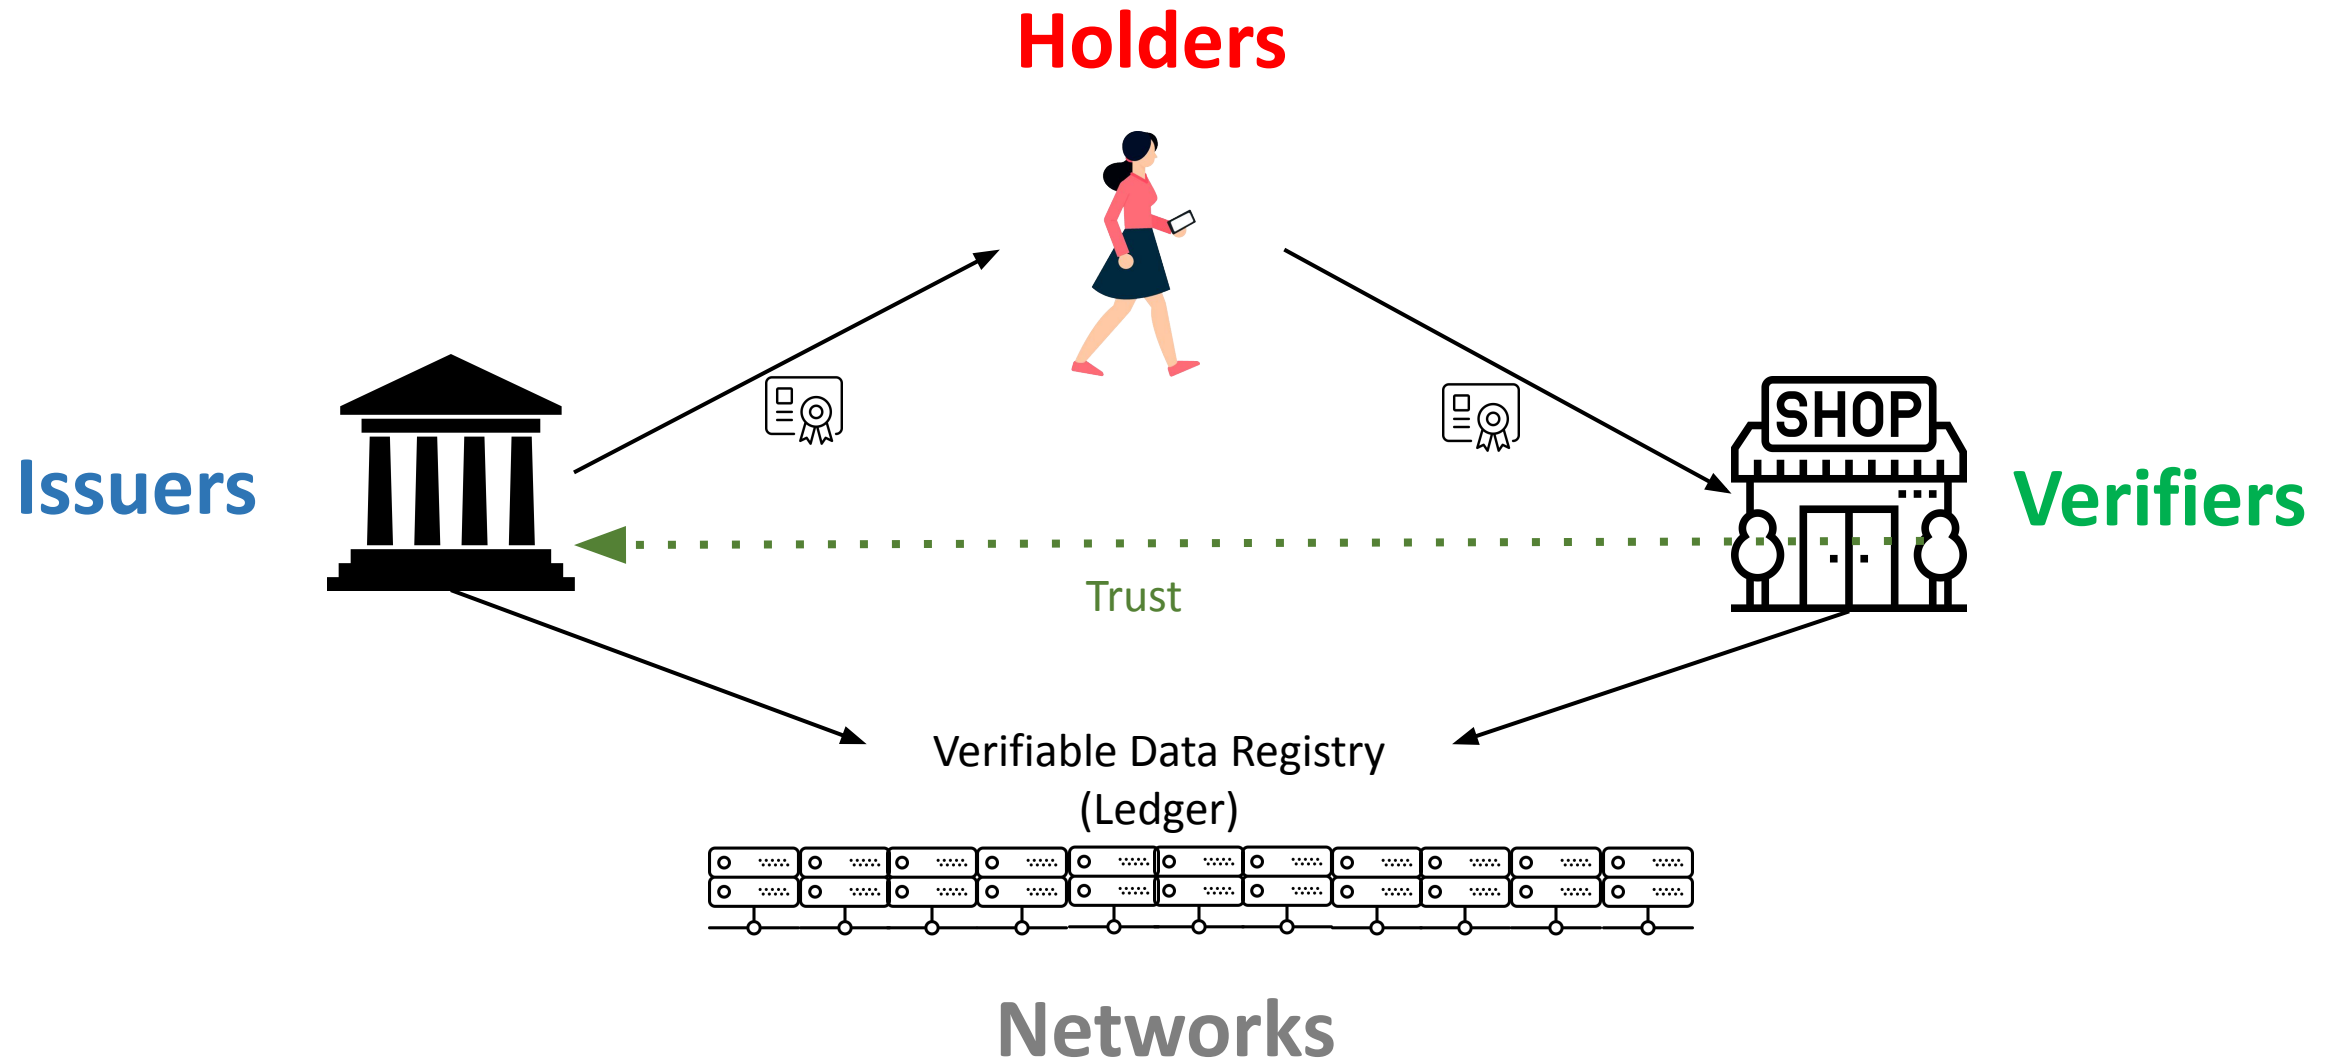 Holders
SHOP
Issuers
Verifiers
Trust
Verifiable Data Registry
(Ledger)
Networks